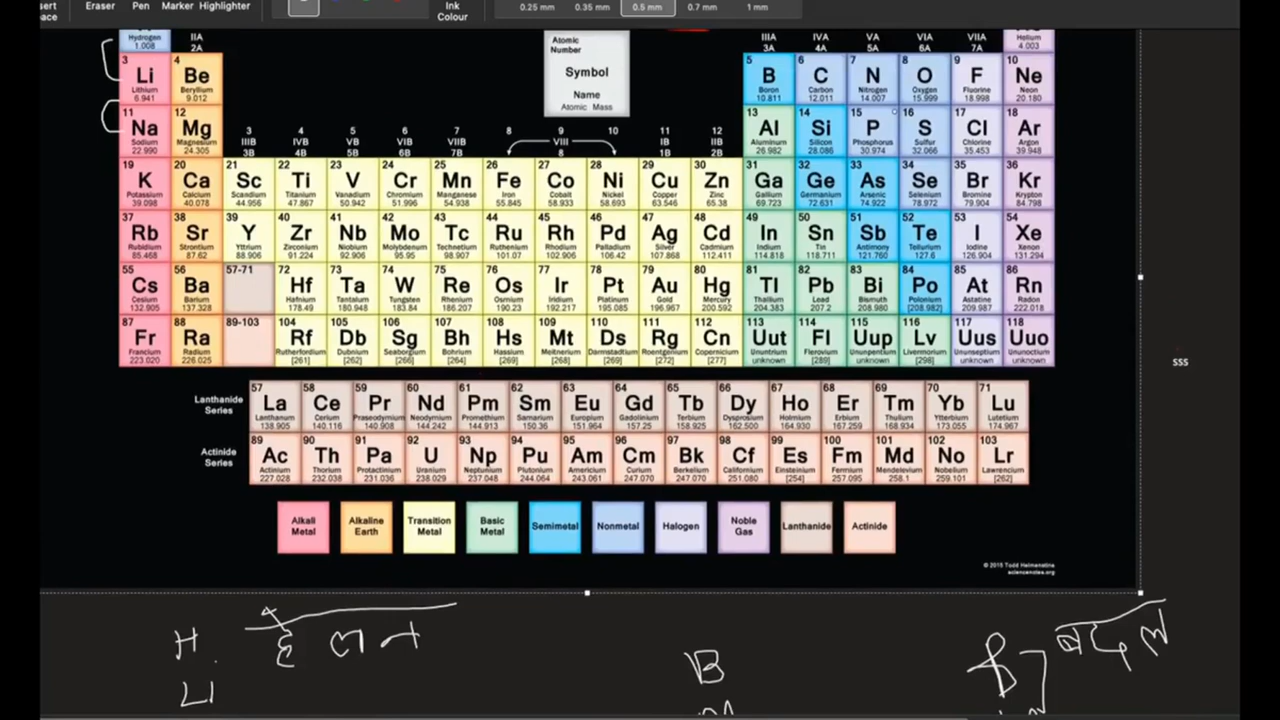 sert Eraser Pen Marker Highlighter Ink 0.25 mm 0.35 mm 0.5 mm 0.7 mm 1 mm
pace Colour
Hydrogen IIA Atomic IIIA IVA VA VIA VIIA Helium
1.008 2A Number 3A 4A 5A 6A 7A 4.003
3 4 5 6 7 8 9 10
Li Be Symbol B C N O F Ne
Lithium Beryllium Name Boron Carbon Nitrogen Oxygen Fluorine Neon
6.941 9.012 Atomic Mass 10.811 12.011 14.007 15.999 18.998 20.180
11 12 13 14 15 16 17 18
Na Mg Al Si P S Cl Ar
Sodium Magnesium Aluminum Silicon Phosphorus Sulfur Chlorine Argon
22.990 24.305 26.982 28.086 30.974 32.066 35.453 39.948
3 4 5 6 7 8 9 10 11 12
IIIB IVB VB VIB VIIB VIII IB IIB
3B 4B 5B 6B 7B 8 1B 2B
19 20 21 22 23 24 25 26 27 28 29 30 31 32 33 34 35 36
K Ca Sc Ti V Cr Mn Fe Co Ni Cu Zn Ga Ge As Se Br Kr
Potassium Calcium Scandium Titanium Vanadium Chromium Manganese Iron Cobalt Nickel Copper Zinc Gallium Germanium Arsenic Selenium Bromine Krypton
39.098 40.078 44.956 47.867 50.942 51.996 54.938 55.845 58.933 58.693 63.546 65.38 69.723 72.631 74.922 78.972 79.904 84.798
37 38 39 40 41 42 43 44 45 46 47 48 49 50 51 52 53 54
Rb Sr Y Zr Nb Mo Tc Ru Rh Pd Ag Cd In Sn Sb Te I Xe
Rubidium Strontium Yttrium Zirconium Niobium Molybdenum Technetium Ruthenium Rhodium Palladium Silver Cadmium Indium Tin Antimony Tellurium Iodine Xenon
85.468 87.62 88.906 91.224 92.906 95.95 98.907 101.07 102.906 106.42 107.868 112.411 114.818 118.711 121.760 127.6 126.904 131.294
55 56 57-71 72 73 74 75 76 77 78 79 80 81 82 83 84 85 86
Cs Ba Hf Ta W Re Os Ir Pt Au Hg Tl Pb Bi Po At Rn
Cesium Barium Hafnium Tantalum Tungsten Rhenium Osmium Iridium Platinum Gold Mercury Thallium Lead Bismuth Polonium Astatine Radon
132.905 137.328 178.49 180.948 183.84 186.207 190.23 192.217 195.085 196.967 200.592 204.383 207.2 208.980 [208.982] 209.987 222.018
87 88 89-103 104 105 106 107 108 109 110 111 112 113 114 115 116 117 118
Fr Ra Rf Db Sg Bh Hs Mt Ds Rg Cn Uut Fl Uup Lv Uus Uuo
Francium Radium Rutherfordium Dubnium Seaborgium Bohrium Hassium Meitnerium Darmstadtium Roentgenium Copernicium Ununtrium Flerovium Ununpentium Livermorium Ununseptium Ununoctium
223.020 226.025 [261] [262] [266] [264] [269] [268] [269] [272] [277] unknown [289] unknown [298] unknown unknown
sss
57 58 59 60 61 62 63 64 65 66 67 68 69 70 71
Lanthanide Series La Ce Pr Nd Pm Sm Eu Gd Tb Dy Ho Er Tm Yb Lu
Lanthanum Cerium Praseodymium Neodymium Promethium Samarium Europium Gadolinium Terbium Dysprosium Holmium Erbium Thulium Ytterbium Lutetium
138.905 140.116 140.908 144.242 144.913 150.36 151.964 157.25 158.925 162.500 164.930 167.259 168.934 173.055 174.967
89 90 91 92 93 94 95 96 97 98 99 100 101 102 103
Actinide Series Ac Th Pa U Np Pu Am Cm Bk Cf Es Fm Md No Lr
Actinium Thorium Protactinium Uranium Neptunium Plutonium Americium Curium Berkelium Californium Einsteinium Fermium Mendelevium Nobelium Lawrencium
227.028 232.038 231.036 238.029 237.048 244.064 243.061 247.070 247.070 251.080 [254] 257.095 258.1 259.101 [262]
Alkali Metal Alkaline Earth Transition Metal Basic Metal Semimetal Nonmetal Halogen Noble Gas Lanthanide Actinide
© 2015 Todd Helmenstine
sciencenotes.org
H
Li B